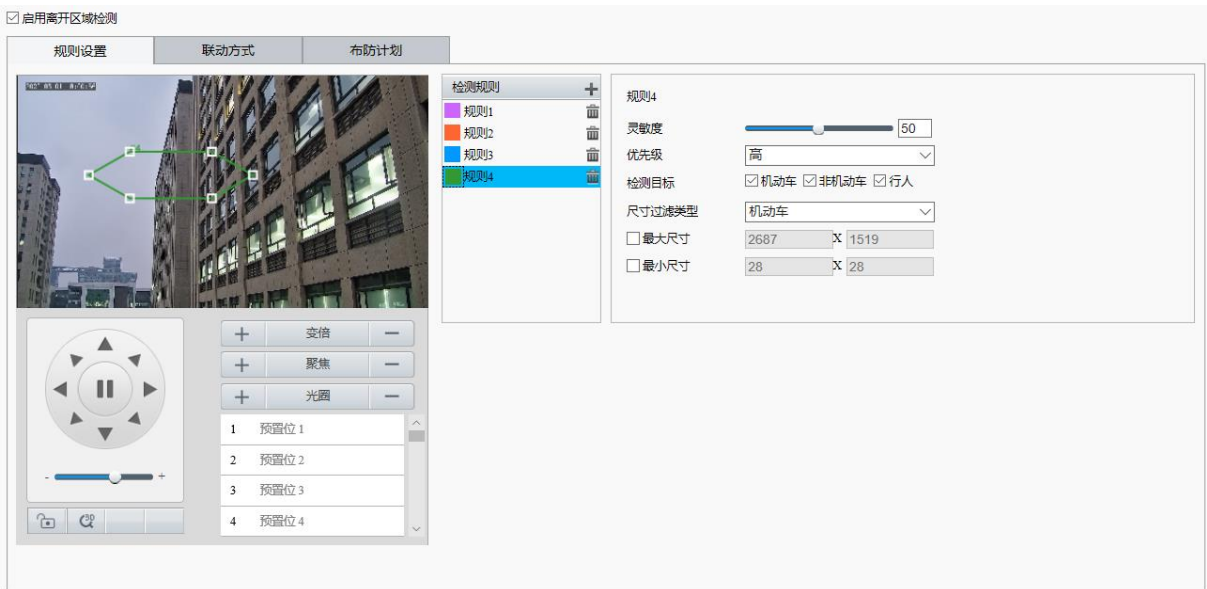 启用离开区域检测
规则设置
联动方式
布防计划
检测规则
规则1
规则2
规则3
规则4
规则4
灵敏度 50
优先级 高
检测目标 机动车 非机动车 行人
尺寸过滤类型 机动车
最大尺寸 2687 X 1519
最小尺寸 28 X 28
+ 变倍 −
+ 聚焦 −
+ 光圈 −
1 预置位 1
2 预置位 2
3 预置位 3
4 预置位 4
- +
3D